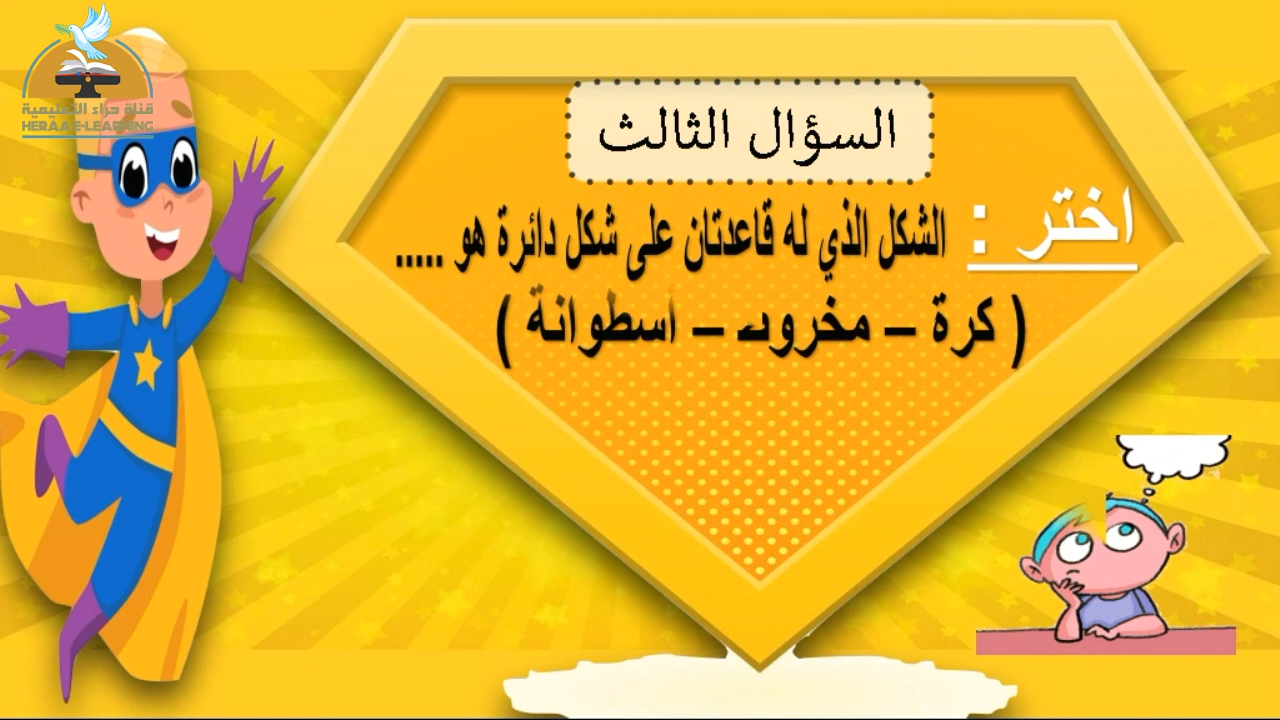 قناة حراء التعليمية
HERAA E-LEARNING
السؤال الثالث
اختر : الشكل الذي له قاعدتان على شكل دائرة هو .....
( كرة – مخروط – أسطوانة )